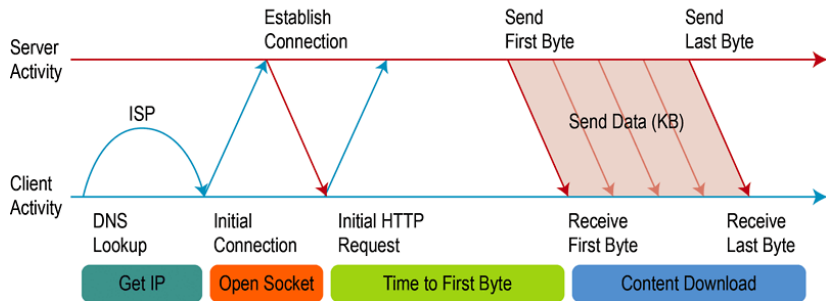 Establish
Connection
Send
First Byte
Send
Last Byte
Server
Activity
ISP
Send Data (KB)
Client
Activity
DNS
Lookup
Initial
Connection
Initial HTTP
Request
Receive
First Byte
Receive
Last Byte
Get IP
Open Socket
Time to First Byte
Content Download